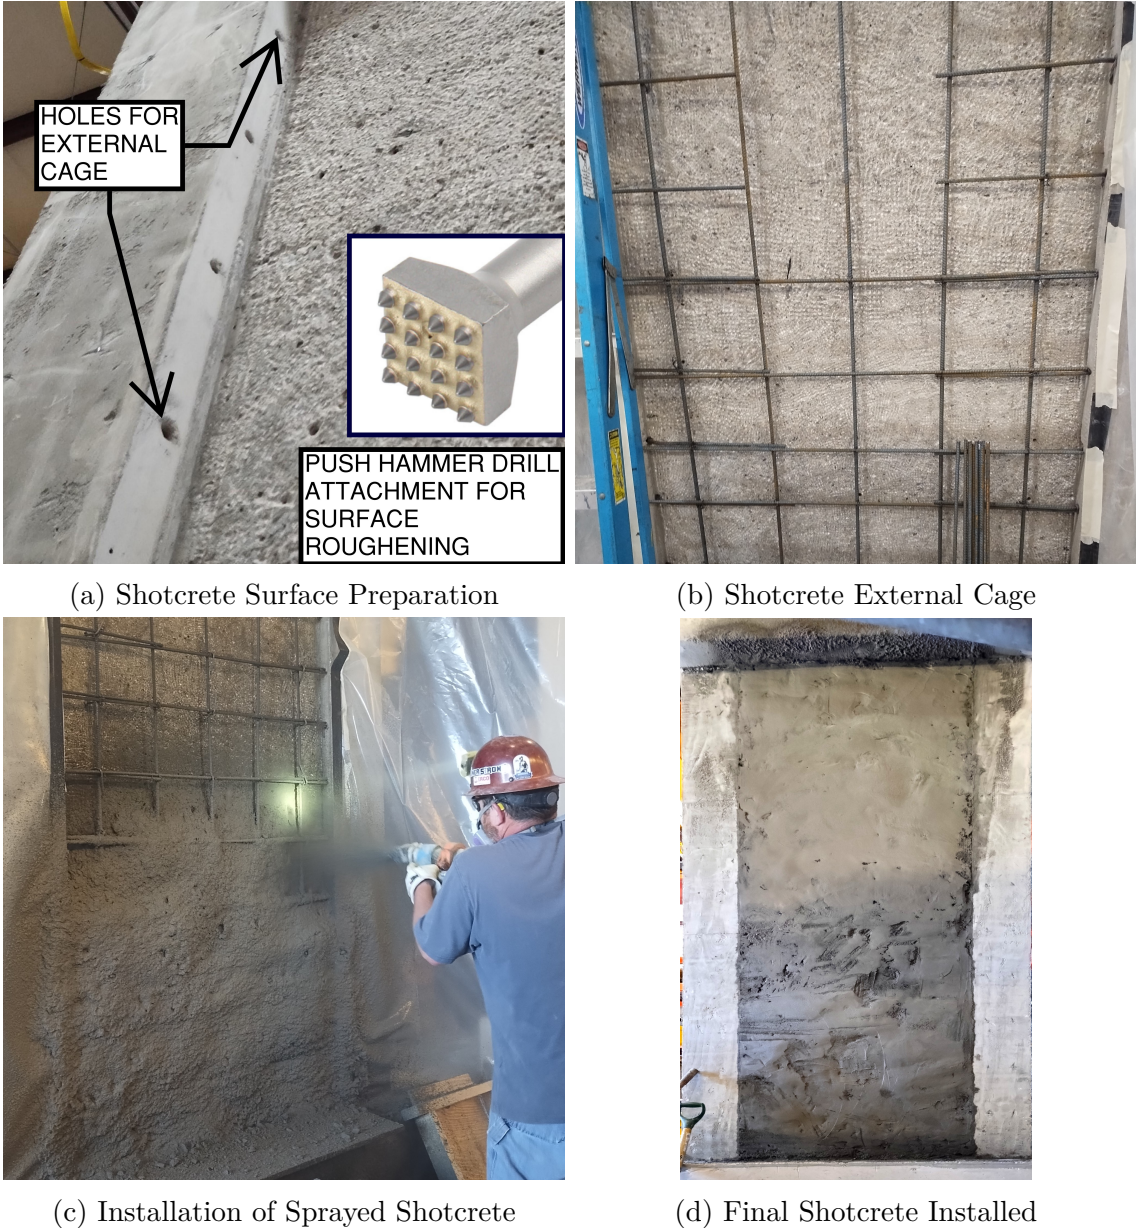 HOLES FOR
EXTERNAL
CAGE
PUSH HAMMER DRILL
ATTACHMENT FOR
SURFACE
ROUGHENING
(a) Shotcrete Surface Preparation
(b) Shotcrete External Cage
(c) Installation of Sprayed Shotcrete
(d) Final Shotcrete Installed